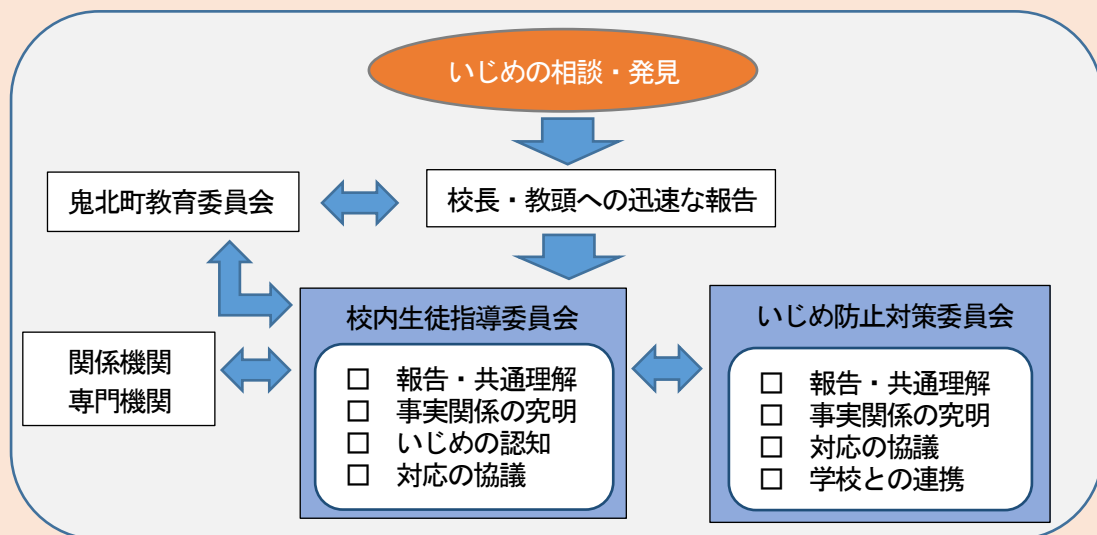 いじめの相談・発見
鬼北町教育委員会
校長・教頭への迅速な報告
校内生徒指導委員会
□ 報告・共通理解
□ 事実関係の究明
□ いじめの認知
□ 対応の協議
いじめ防止対策委員会
□ 報告・共通理解
□ 事実関係の究明
□ 対応の協議
□ 学校との連携
関係機関
専門機関